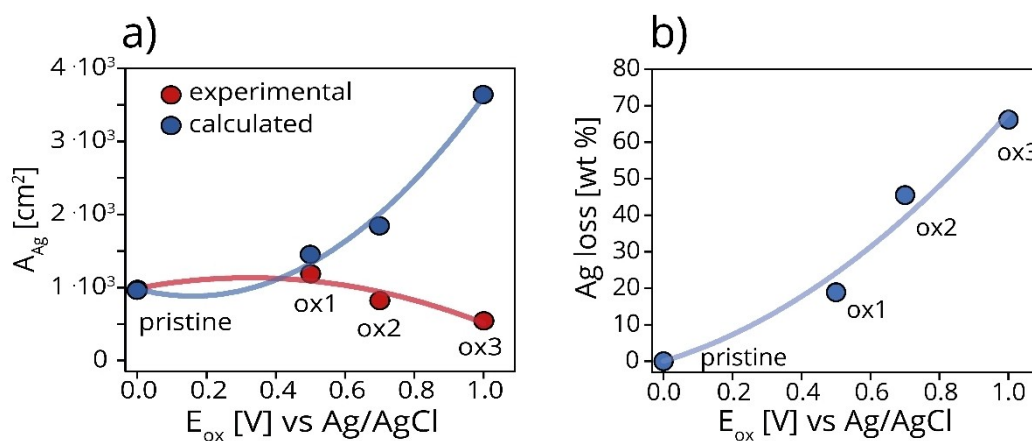 a)
A_Ag [cm²]
4 ·10³
3 ·10³
2 ·10³
1 ·10³
0
experimental
calculated
pristine
ox1
ox2
ox3
0.0 0.2 0.4 0.6 0.8 1.0
E_ox [V] vs Ag/AgCl
b)
Ag loss [wt %]
80
70
60
50
40
30
20
10
0
ox3
ox2
ox1
pristine
0.0 0.2 0.4 0.6 0.8 1.0
E_ox [V] vs Ag/AgCl